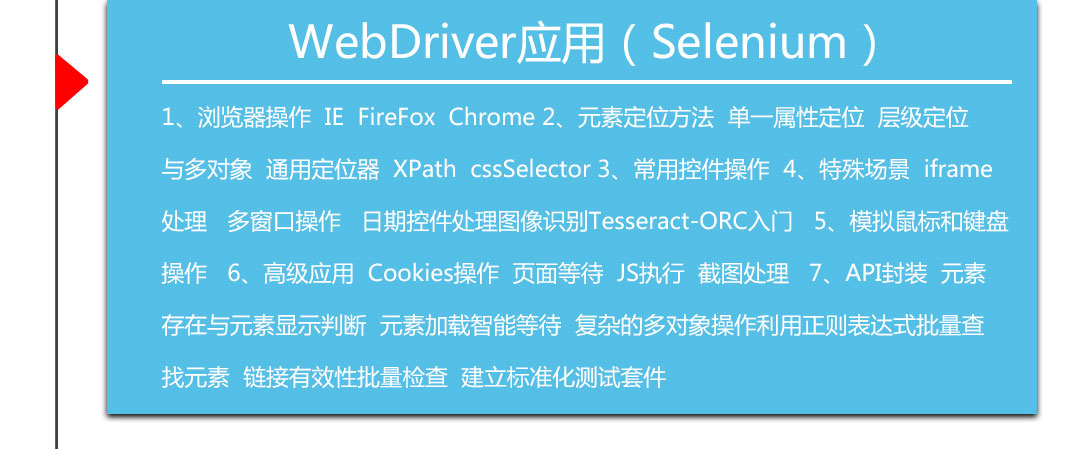 WebDriver应用（Selenium）
1、浏览器操作 IE FireFox Chrome 2、元素定位方法 单一属性定位 层级定位
与多对象 通用定位器 XPath cssSelector 3、常用控件操作 4、特殊场景 iframe
处理 多窗口操作 日期控件处理图像识别Tesseract-ORC入门 5、模拟鼠标和键盘
操作 6、高级应用 Cookies操作 页面等待 JS执行 截图处理 7、API封装 元素
存在与元素显示判断 元素加载智能等待 复杂的多对象操作利用正则表达式批量查
找元素 链接有效性批量检查 建立标准化测试套件